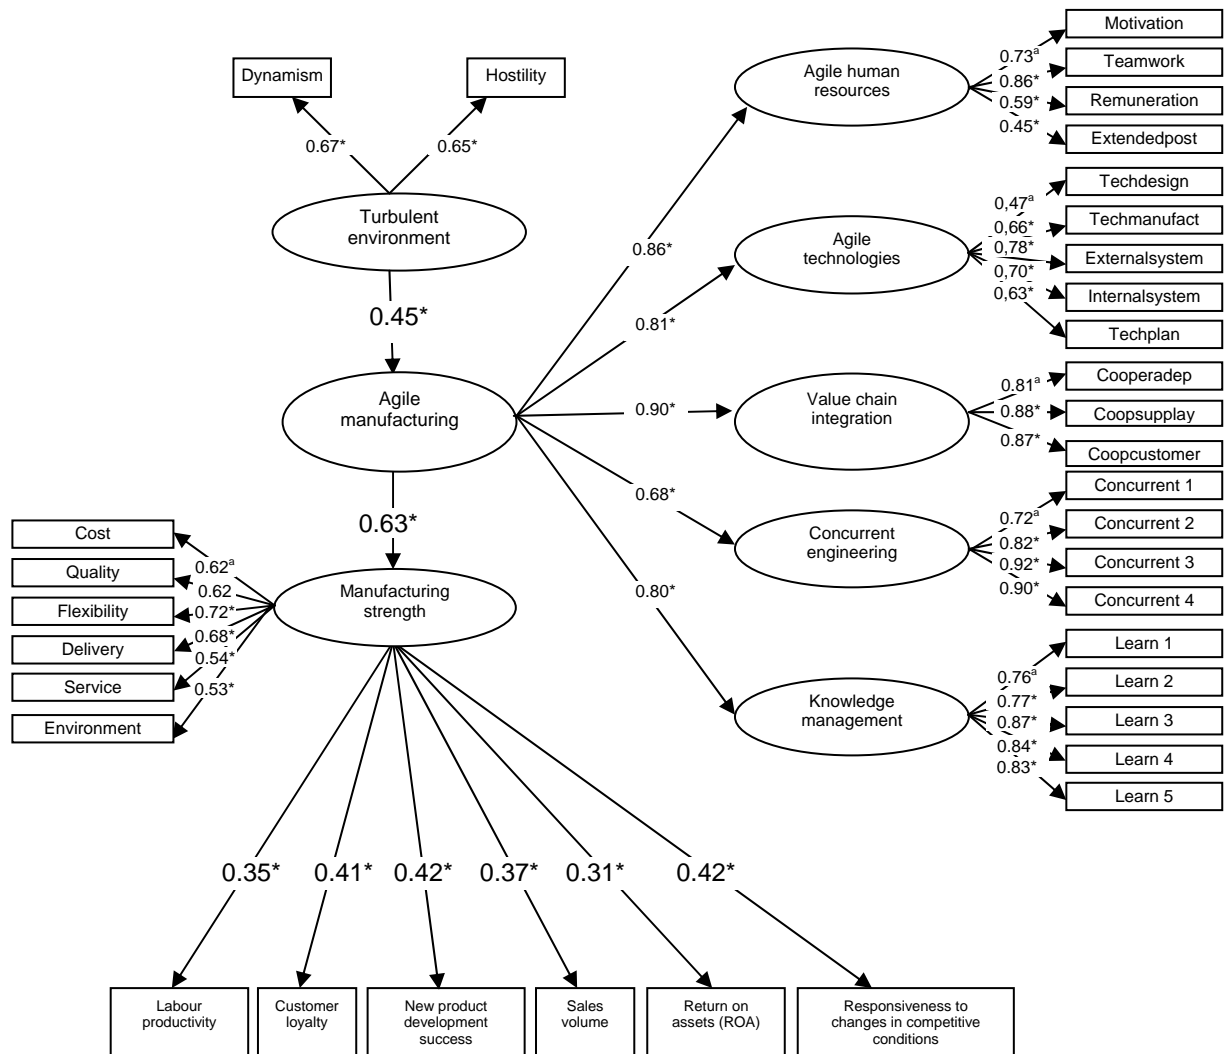 Motivation
Dynamism
Hostility
Agile human
resources
0.73a
Teamwork
0.86*
Remuneration
0.59*
0.45*
Extendedpost
0.67*
0.65*
Techdesign
0,47a
Techmanufact
0,66*
Turbulent
environment
Agile
technologies
0.86*
0,78*
Externalsystem
0,70*
Internalsystem
0,63*
Techplan
0.45*
0.81*
Agile
manufacturing
0.90*
Value chain
integration
0.81a
Cooperadep
0.88*
Coopsupplay
0.87*
Coopcustomer
0.68*
Concurrent 1
0.63*
Concurrent
engineering
0.72a
Concurrent 2
0.82*
Concurrent 3
0.92*
0.90*
Concurrent 4
Cost
0.62a
Quality
0.62
Flexibility
0.72*
Delivery
0.68*
Service
0.54*
Environment
0.53*
Manufacturing
strength
0.80*
Learn 1
Knowledge
management
0.76a
Learn 2
0.77*
Learn 3
0.87*
0.84*
Learn 4
0.83*
Learn 5
0.35*
0.41*
0.42*
0.37*
0.31*
0.42*
Labour
productivity
Customer
loyalty
New product
development
success
Sales
volume
Return on
assets (ROA)
Responsiveness to
changes in competitive
conditions